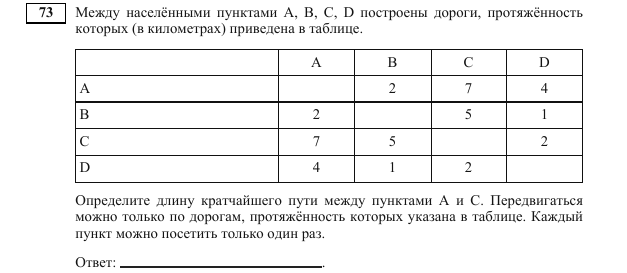 73 Между населёнными пунктами A, B, C, D построены дороги, протяжённость
которых (в километрах) приведена в таблице.
A B C D
A 2 7 4
B 2 5 1
C 7 5 2
D 4 1 2
Определите длину кратчайшего пути между пунктами A и C. Передвигаться
можно только по дорогам, протяжённость которых указана в таблице. Каждый
пункт можно посетить только один раз.
Ответ: ____________________.